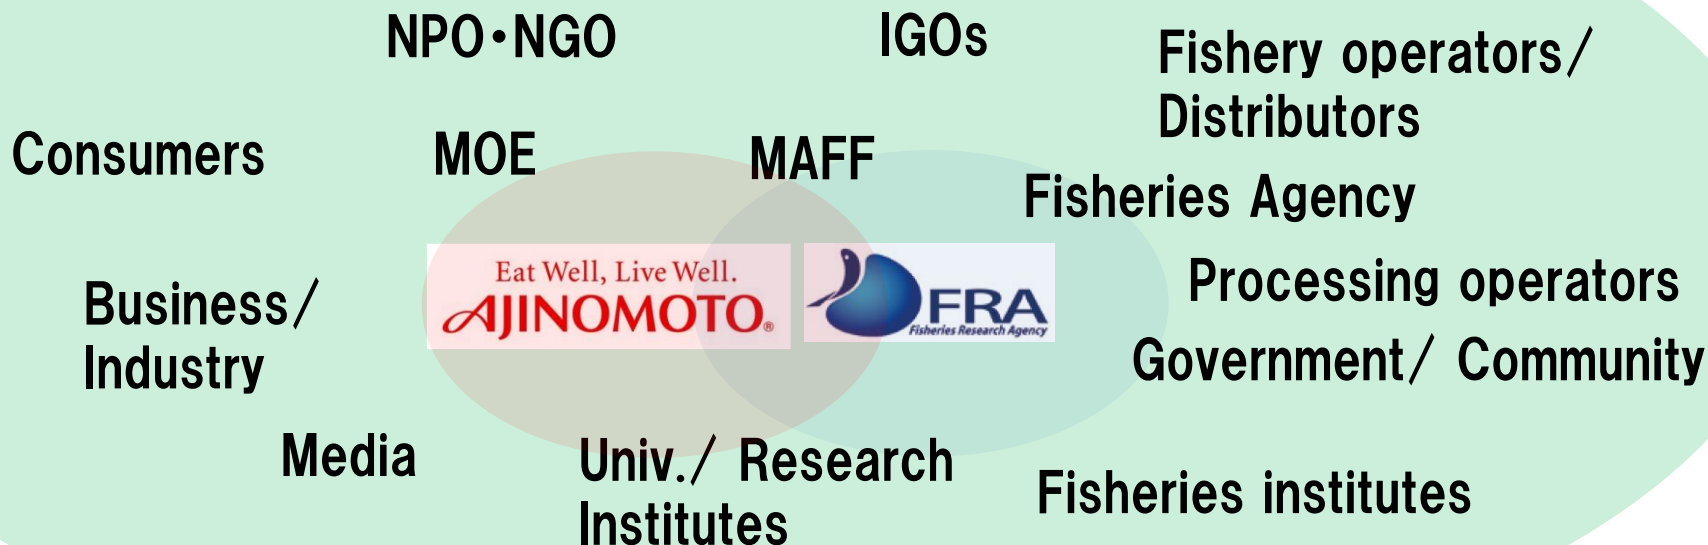 NPO・NGO
IGOs
Fishery operators/
Distributors
Consumers
MOE
MAFF
Fisheries Agency
Eat Well, Live Well.
AJINOMOTO®
FRA
Fisheries Research Agency
Processing operators
Business/
Industry
Government/ Community
Media
Univ./ Research
Institutes
Fisheries institutes